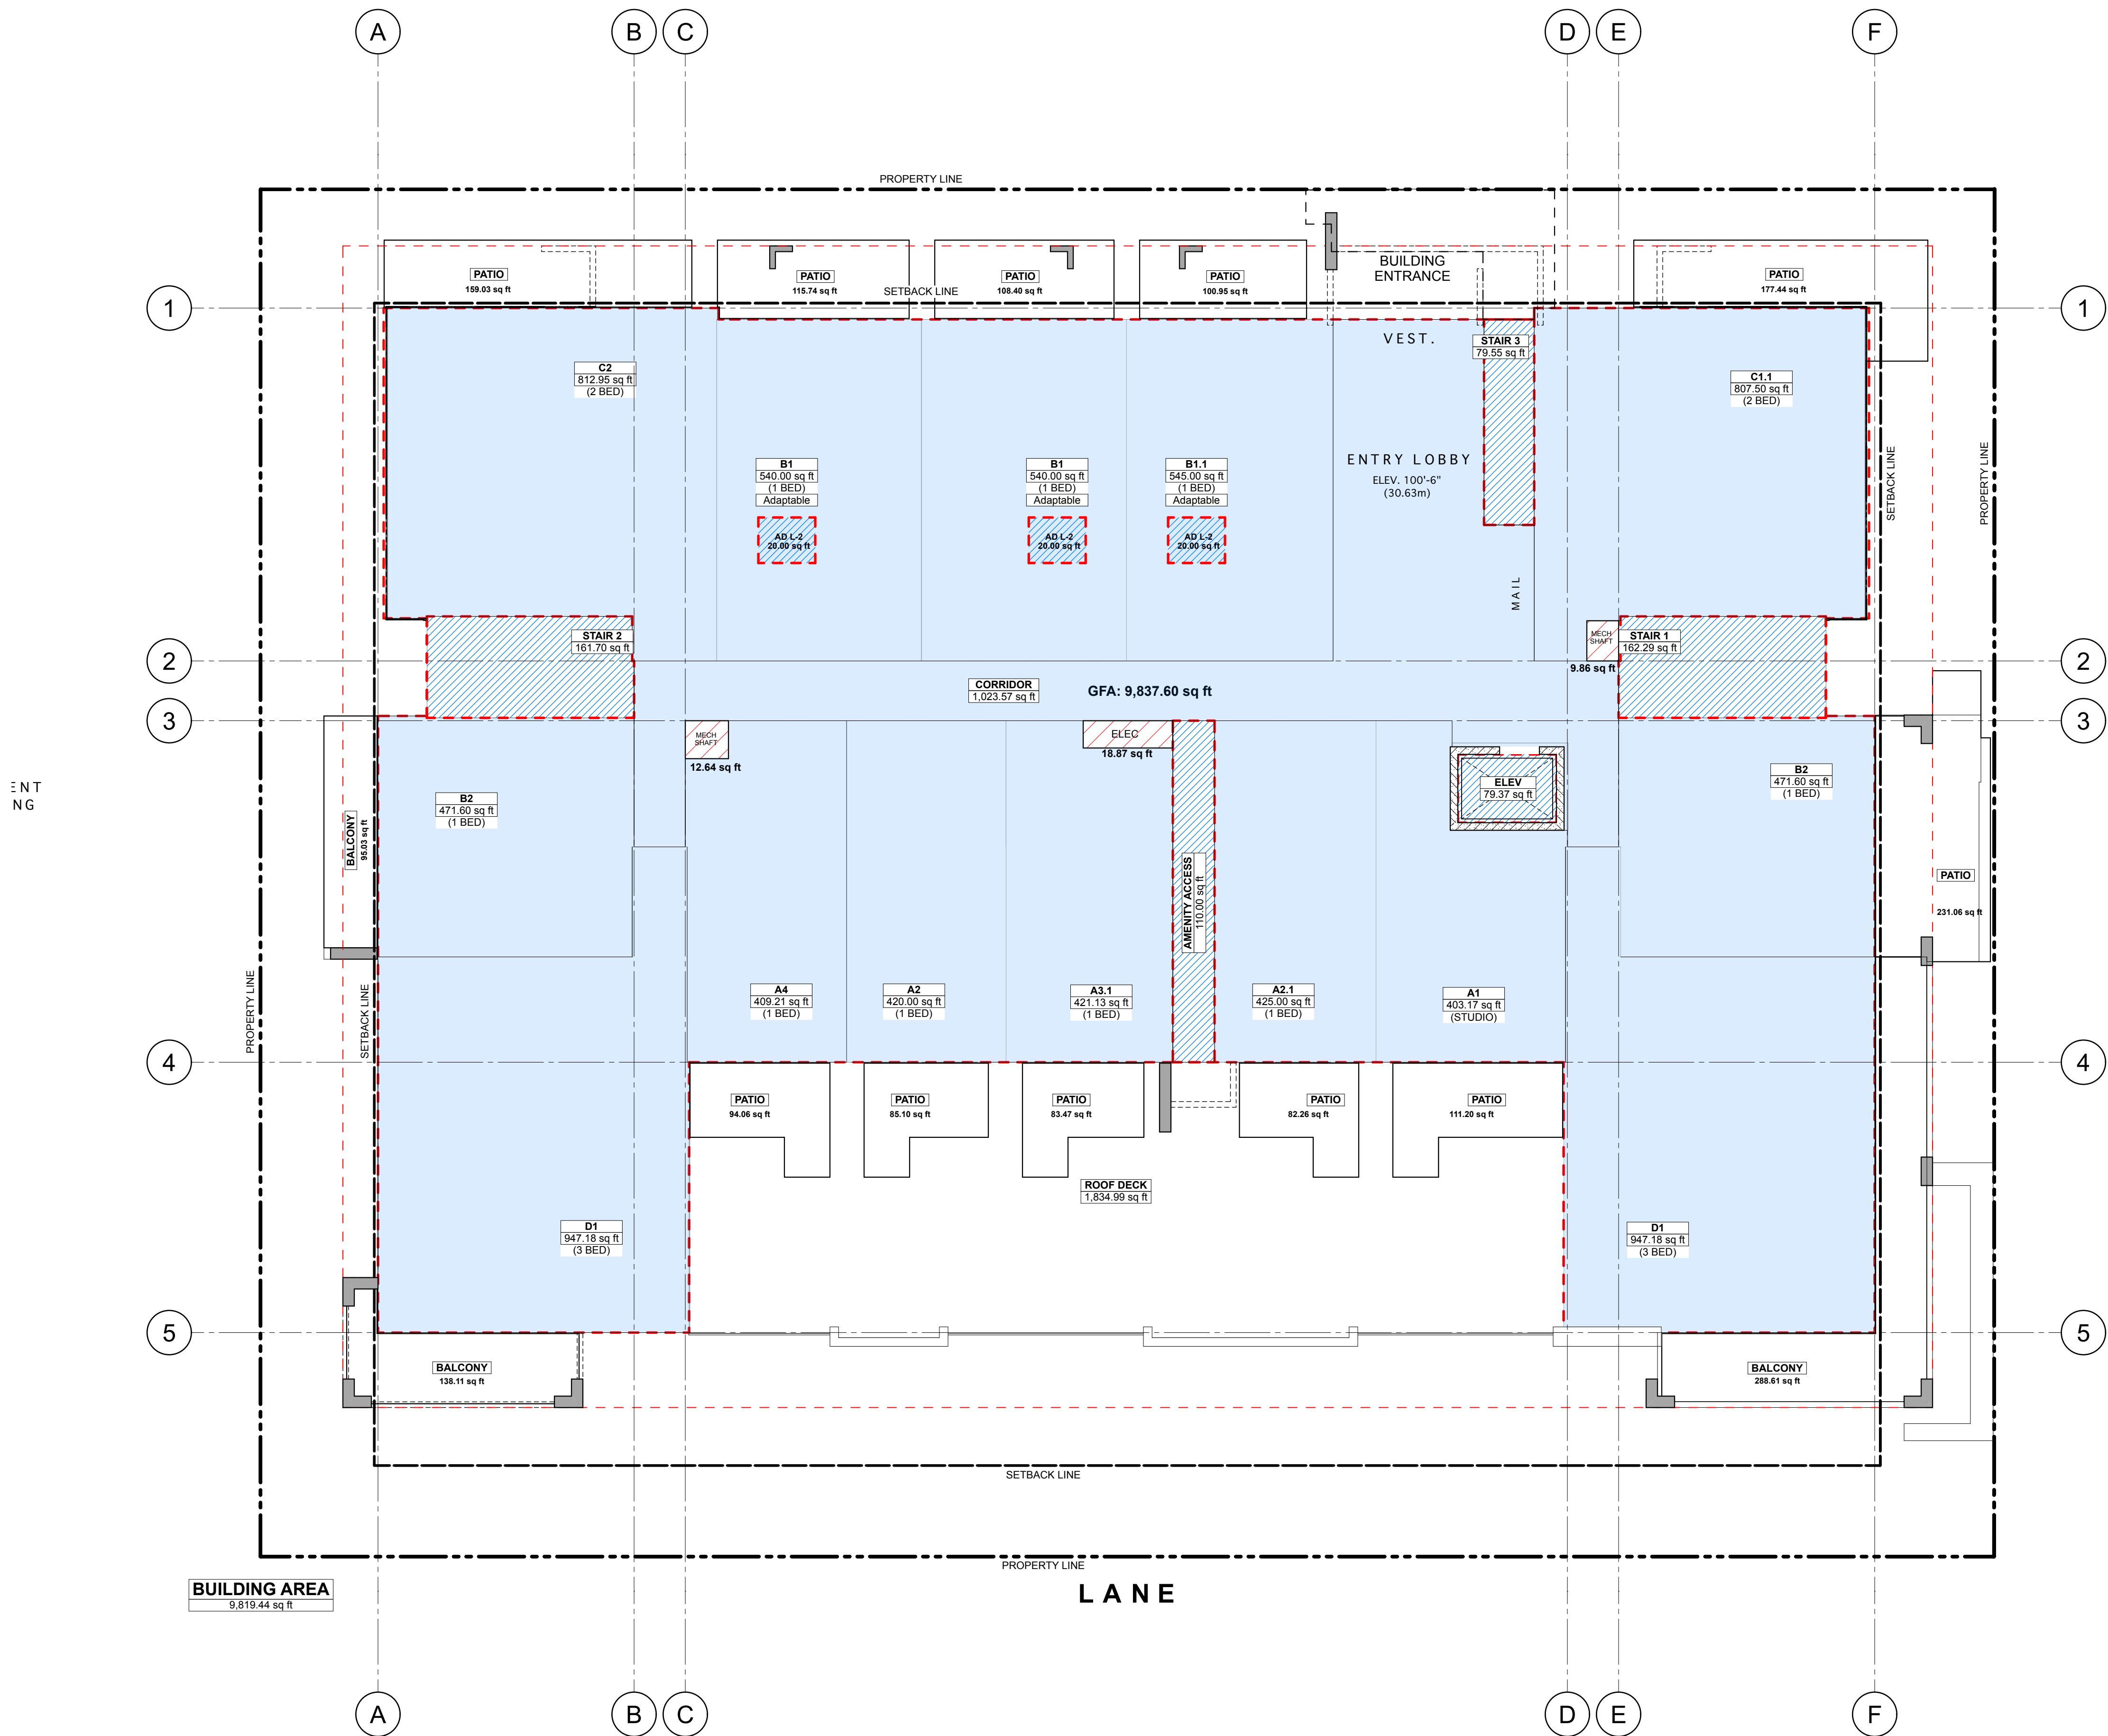 A
B
C
D
E
F
PROPERTY LINE
BUILDING
ENTRANCE
PATIO
159.03 sq ft
PATIO
115.74 sq ft
PATIO
108.40 sq ft
PATIO
100.95 sq ft
PATIO
177.44 sq ft
SETBACK LINE
1
1
VEST.
STAIR 3
79.55 sq ft
C2
812.95 sq ft
(2 BED)
C1.1
807.50 sq ft
(2 BED)
B1
540.00 sq ft
(1 BED)
Adaptable
B1
540.00 sq ft
(1 BED)
Adaptable
B1.1
545.00 sq ft
(1 BED)
Adaptable
ENTRY LOBBY
ELEV. 100'-6"
(30.63m)
SETBACK LINE
PROPERTY LINE
AD L-2
20.00 sq ft
AD L-2
20.00 sq ft
AD L-2
20.00 sq ft
MAIL
STAIR 2
161.70 sq ft
MECH
SHAFT
9.86 sq ft
STAIR 1
162.29 sq ft
2
2
CORRIDOR
1,023.57 sq ft
GFA: 9,837.60 sq ft
3
3
MECH
SHAFT
12.64 sq ft
ELEC
18.87 sq ft
ELEV
79.37 sq ft
ENT
NG
B2
471.60 sq ft
(1 BED)
B2
471.60 sq ft
(1 BED)
BALCONY
95.03 sq ft
AMENITY ACCESS
110.00 sq ft
PATIO
231.06 sq ft
PROPERTY LINE
SETBACK LINE
A4
409.21 sq ft
(1 BED)
A2
420.00 sq ft
(1 BED)
A3.1
421.13 sq ft
(1 BED)
A2.1
425.00 sq ft
(1 BED)
A1
403.17 sq ft
(STUDIO)
4
4
PATIO
94.06 sq ft
PATIO
85.10 sq ft
PATIO
83.47 sq ft
PATIO
82.26 sq ft
PATIO
111.20 sq ft
ROOF DECK
1,834.99 sq ft
D1
947.18 sq ft
(3 BED)
D1
947.18 sq ft
(3 BED)
5
5
BALCONY
138.11 sq ft
BALCONY
288.61 sq ft
SETBACK LINE
PROPERTY LINE
LANE
BUILDING AREA
9,819.44 sq ft
A
B
C
D
E
F